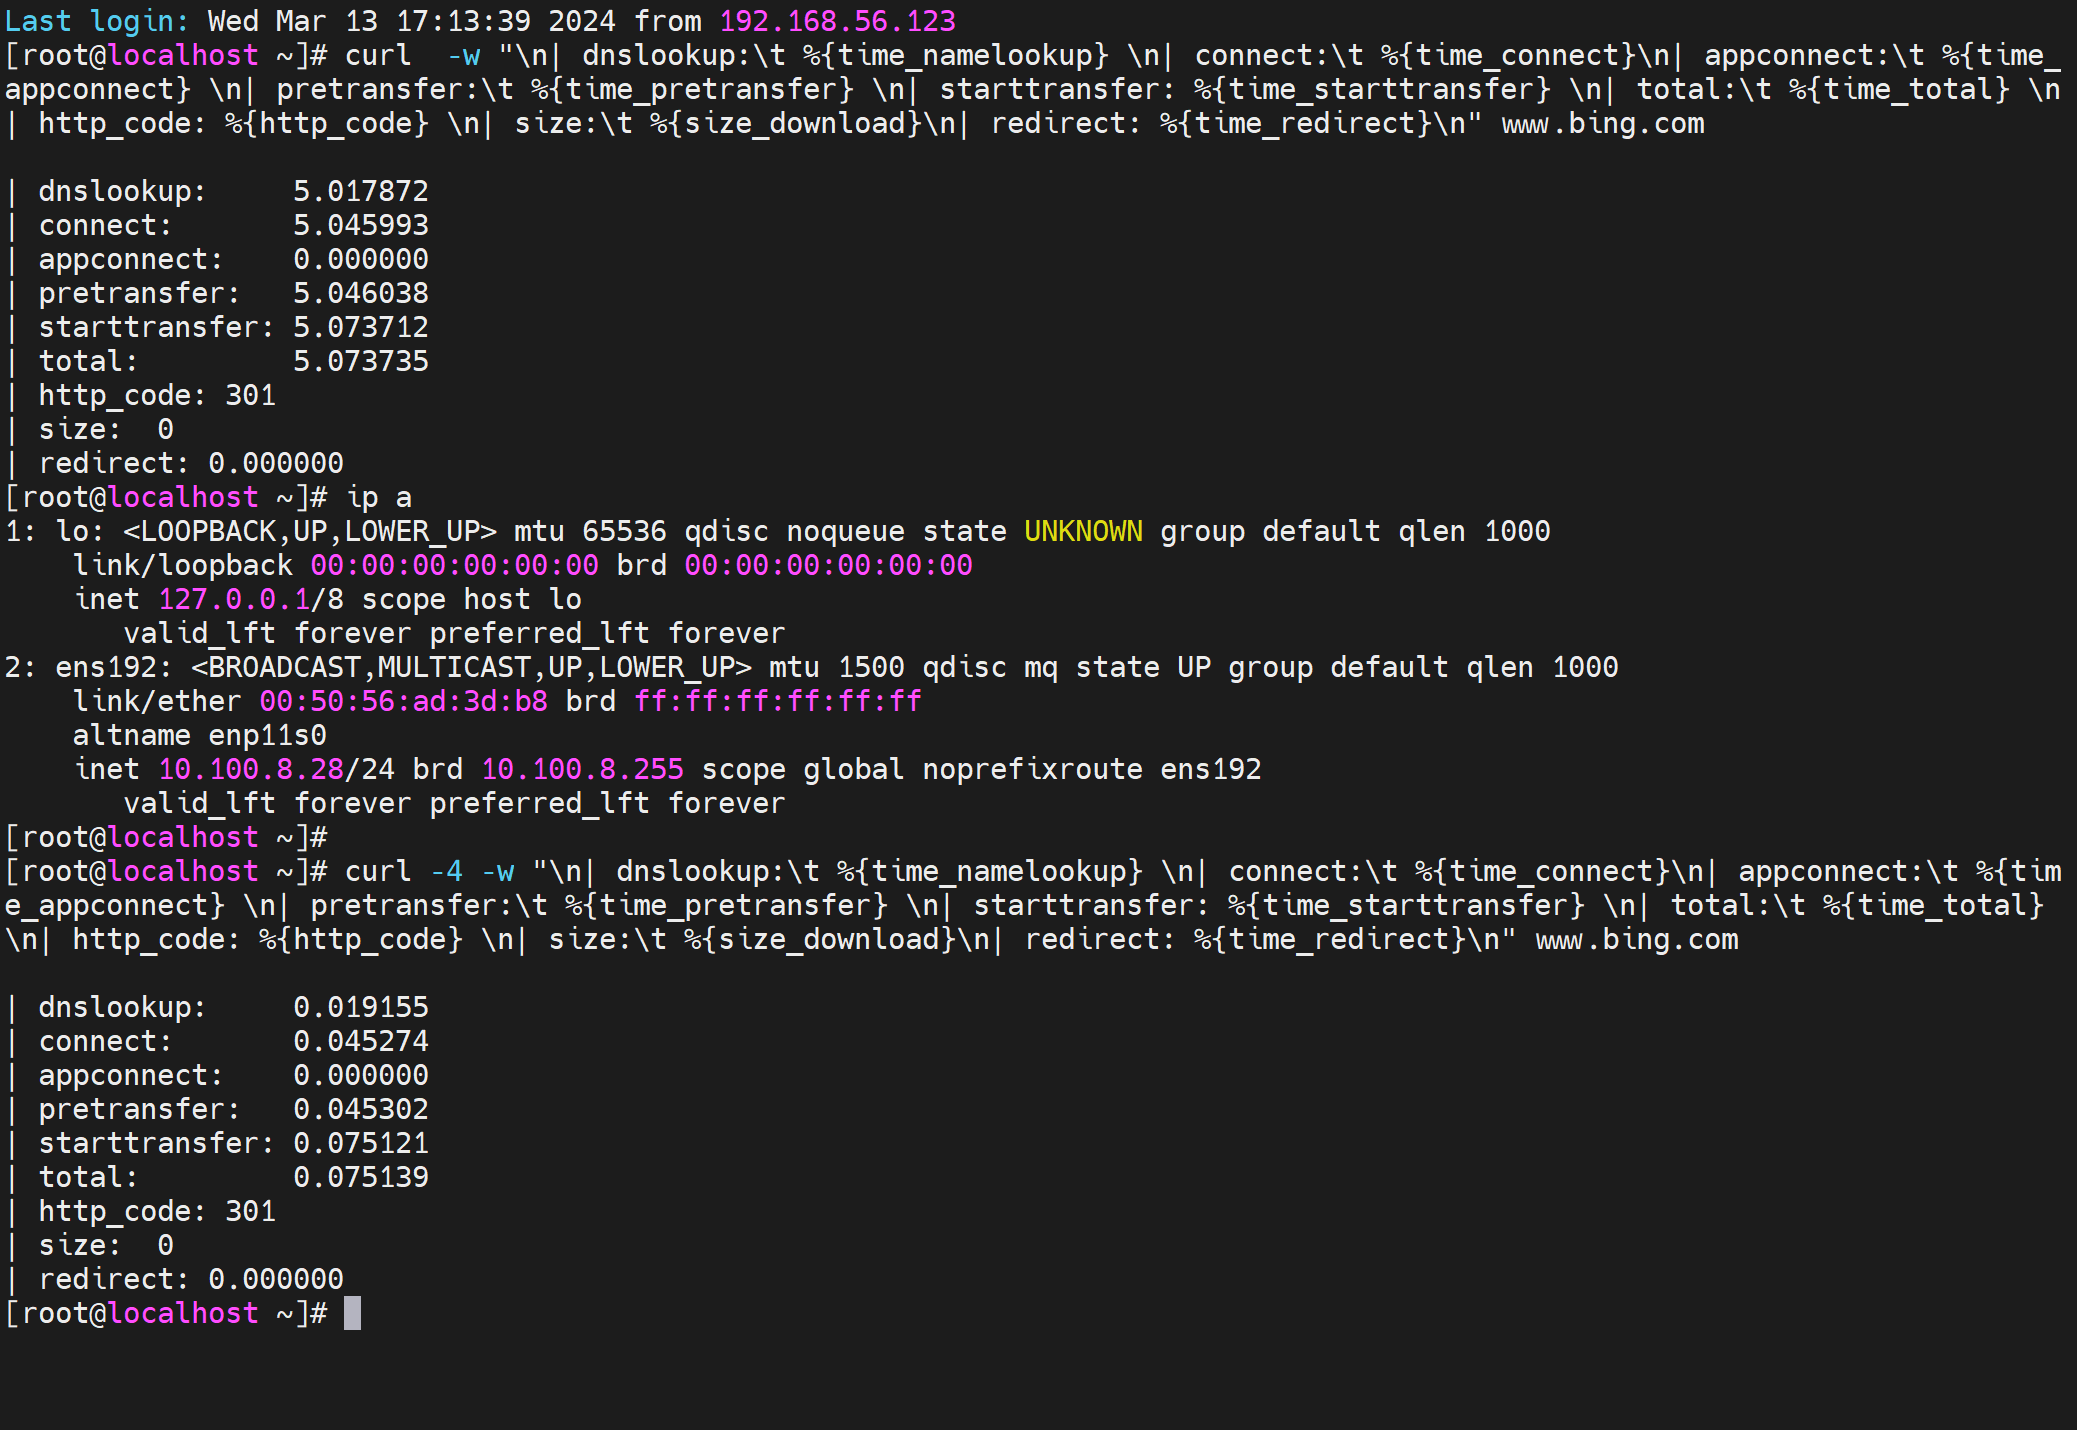 Last login: Wed Mar 13 17:13:39 2024 from 192.168.56.123
[root@localhost ~]# curl  -w "\n| dnslookup:\t %{time_namelookup} \n| connect:\t %{time_connect}\n| appconnect:\t %{time_
appconnect} \n| pretransfer:\t %{time_pretransfer} \n| starttransfer: %{time_starttransfer} \n| total:\t %{time_total} \n
| http_code: %{http_code} \n| size:\t %{size_download}\n| redirect: %{time_redirect}\n" www.bing.com
| dnslookup:     5.017872
| connect:       5.045993
| appconnect:    0.000000
| pretransfer:   5.046038
| starttransfer: 5.073712
| total:         5.073735
| http_code: 301
| size:  0
| redirect: 0.000000
[root@localhost ~]# ip a
1: lo: <LOOPBACK,UP,LOWER_UP> mtu 65536 qdisc noqueue state UNKNOWN group default qlen 1000
    link/loopback 00:00:00:00:00:00 brd 00:00:00:00:00:00
    inet 127.0.0.1/8 scope host lo
       valid_lft forever preferred_lft forever
2: ens192: <BROADCAST,MULTICAST,UP,LOWER_UP> mtu 1500 qdisc mq state UP group default qlen 1000
    link/ether 00:50:56:ad:3d:b8 brd ff:ff:ff:ff:ff:ff
    altname enp11s0
    inet 10.100.8.28/24 brd 10.100.8.255 scope global noprefixroute ens192
       valid_lft forever preferred_lft forever
[root@localhost ~]#
[root@localhost ~]# curl -4 -w "\n| dnslookup:\t %{time_namelookup} \n| connect:\t %{time_connect}\n| appconnect:\t %{tim
e_appconnect} \n| pretransfer:\t %{time_pretransfer} \n| starttransfer: %{time_starttransfer} \n| total:\t %{time_total}
\n| http_code: %{http_code} \n| size:\t %{size_download}\n| redirect: %{time_redirect}\n" www.bing.com
| dnslookup:     0.019155
| connect:       0.045274
| appconnect:    0.000000
| pretransfer:   0.045302
| starttransfer: 0.075121
| total:         0.075139
| http_code: 301
| size:  0
| redirect: 0.000000
[root@localhost ~]#